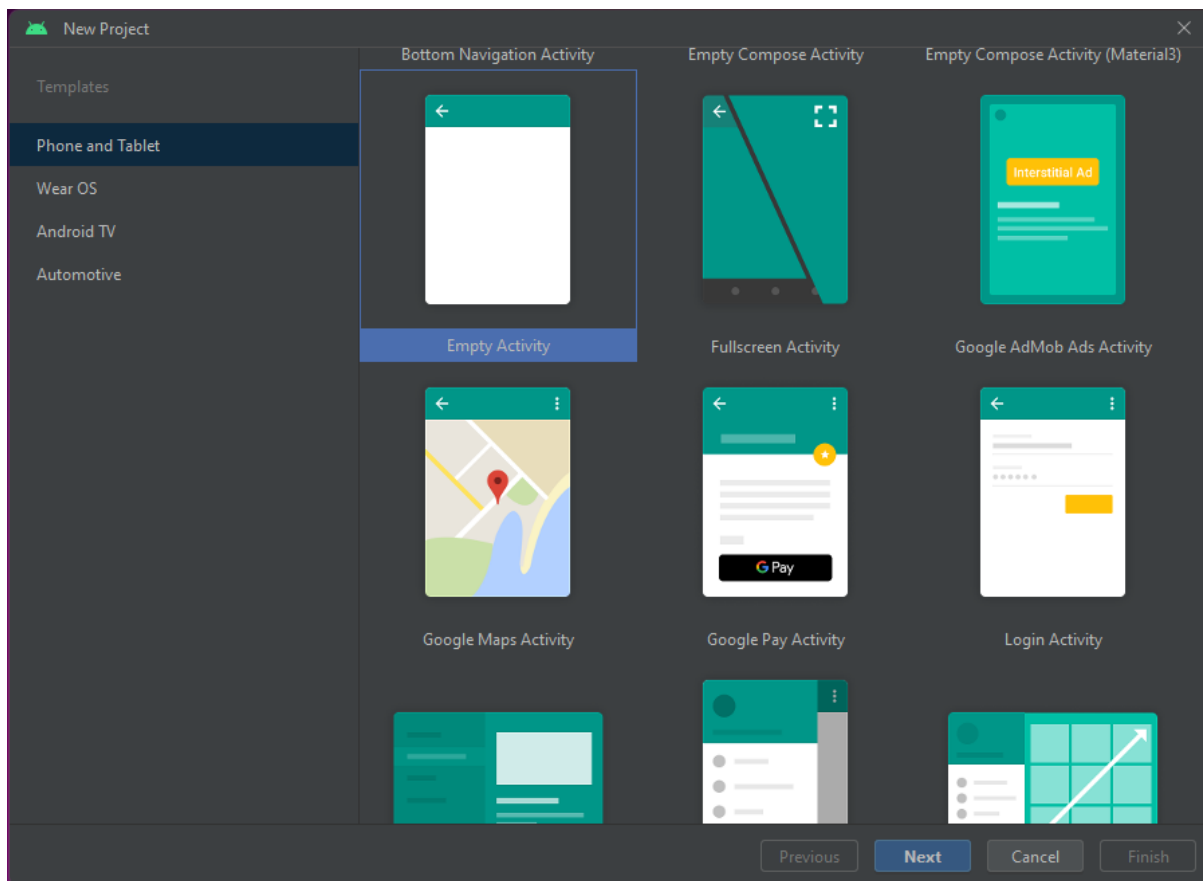 New Project
Templates
Phone and Tablet
Wear OS
Android TV
Automotive
Bottom Navigation Activity
Empty Compose Activity
Empty Compose Activity (Material3)
Interstitial Ad
Empty Activity
Fullscreen Activity
Google AdMob Ads Activity
G Pay
Google Maps Activity
Google Pay Activity
Login Activity
Previous
Next
Cancel
Finish